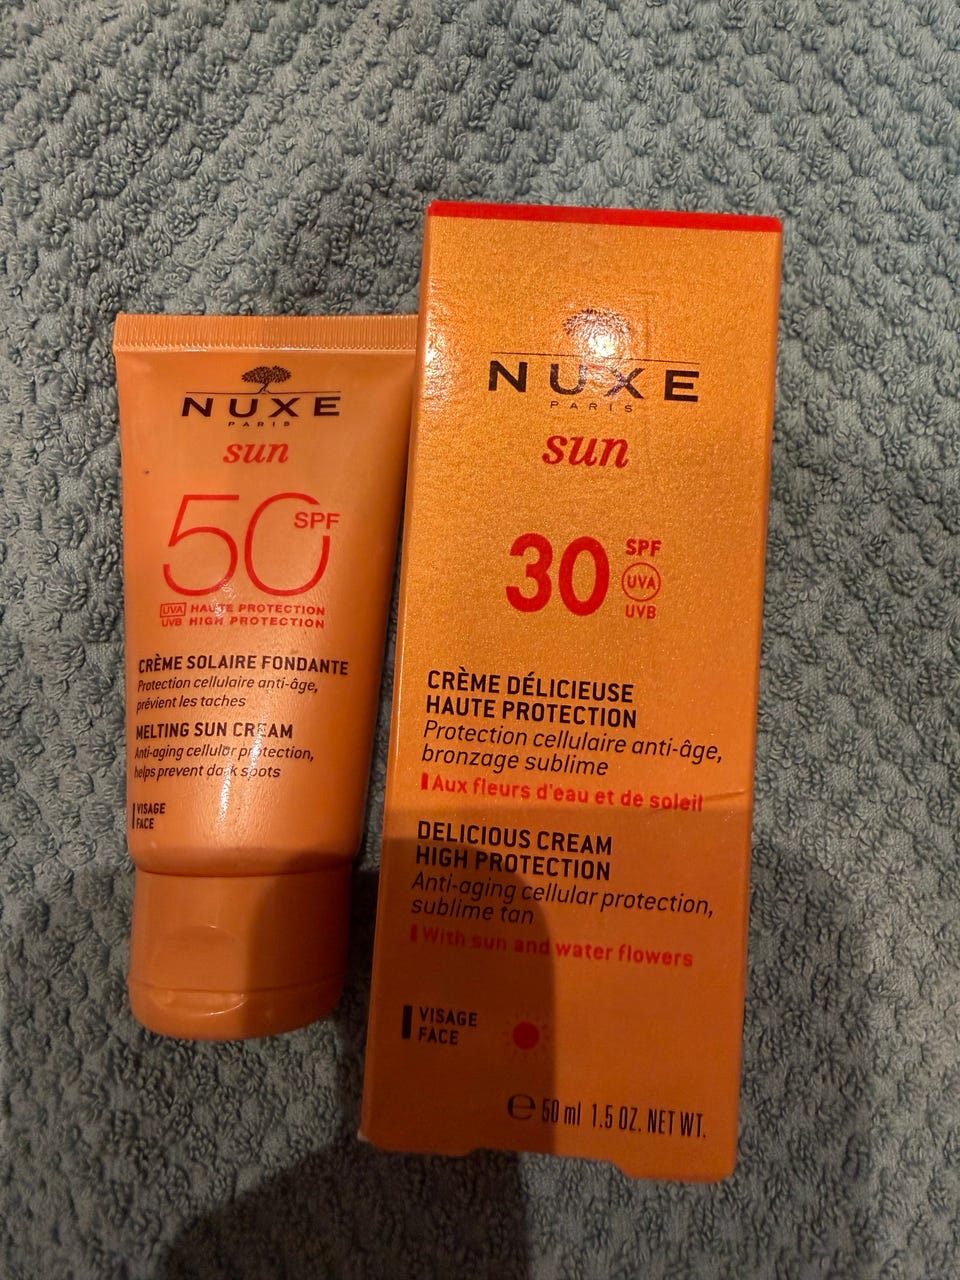 NUXE
PARIS
sun
50 SPF
UVA HAUTE PROTECTION
UVB HIGH PROTECTION
CRÈME SOLAIRE FONDANTE
Protection cellulaire anti-âge,
prévient les taches
MELTING SUN CREAM
Anti-aging cellular protection,
helps prevent dark spots
VISAGE
FACE
NUXE
PARIS
sun
30 SPF
UVA
UVB
CRÈME DÉLICIEUSE
HAUTE PROTECTION
Protection cellulaire anti-âge,
bronzage sublime
Aux fleurs d'eau et de soleil
DELICIOUS CREAM
HIGH PROTECTION
Anti-aging cellular protection,
sublime tan
With sun and water flowers
VISAGE
FACE
℮ 50 ml 1.5 OZ. NET WT.